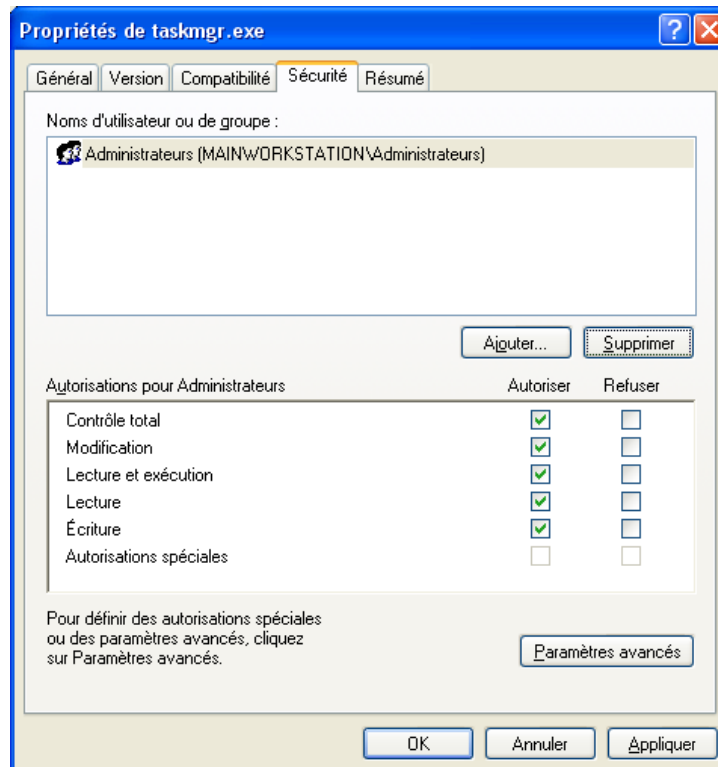 Propriétés de taskmgr.exe
Général Version Compatibilité Sécurité Résumé
Noms d'utilisateur ou de groupe :
Administrateurs (MAINWORKSTATION\Administrateurs)
Ajouter... Supprimer
Autorisations pour Administrateurs Autoriser Refuser
Contrôle total
Modification
Lecture et exécution
Lecture
Écriture
Autorisations spéciales
Pour définir des autorisations spéciales
ou des paramètres avancés, cliquez
sur Paramètres avancés.
Paramètres avancés
OK Annuler Appliquer